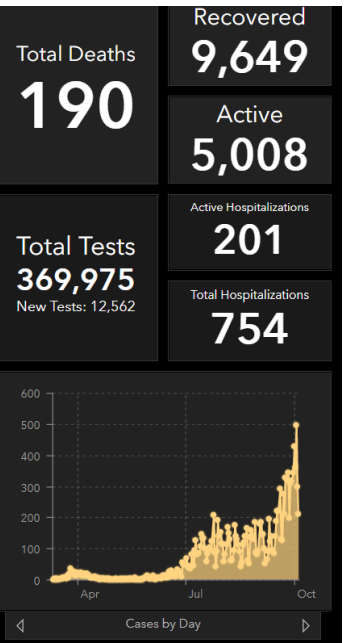 Total Deaths
190
Recovered
9,649
Active
5,008
Total Tests
369,975
New Tests: 12,562
Active Hospitalizations
201
Total Hospitalizations
754
600
500
400
300
200
100
0
Apr
Jul
Oct
Cases by Day